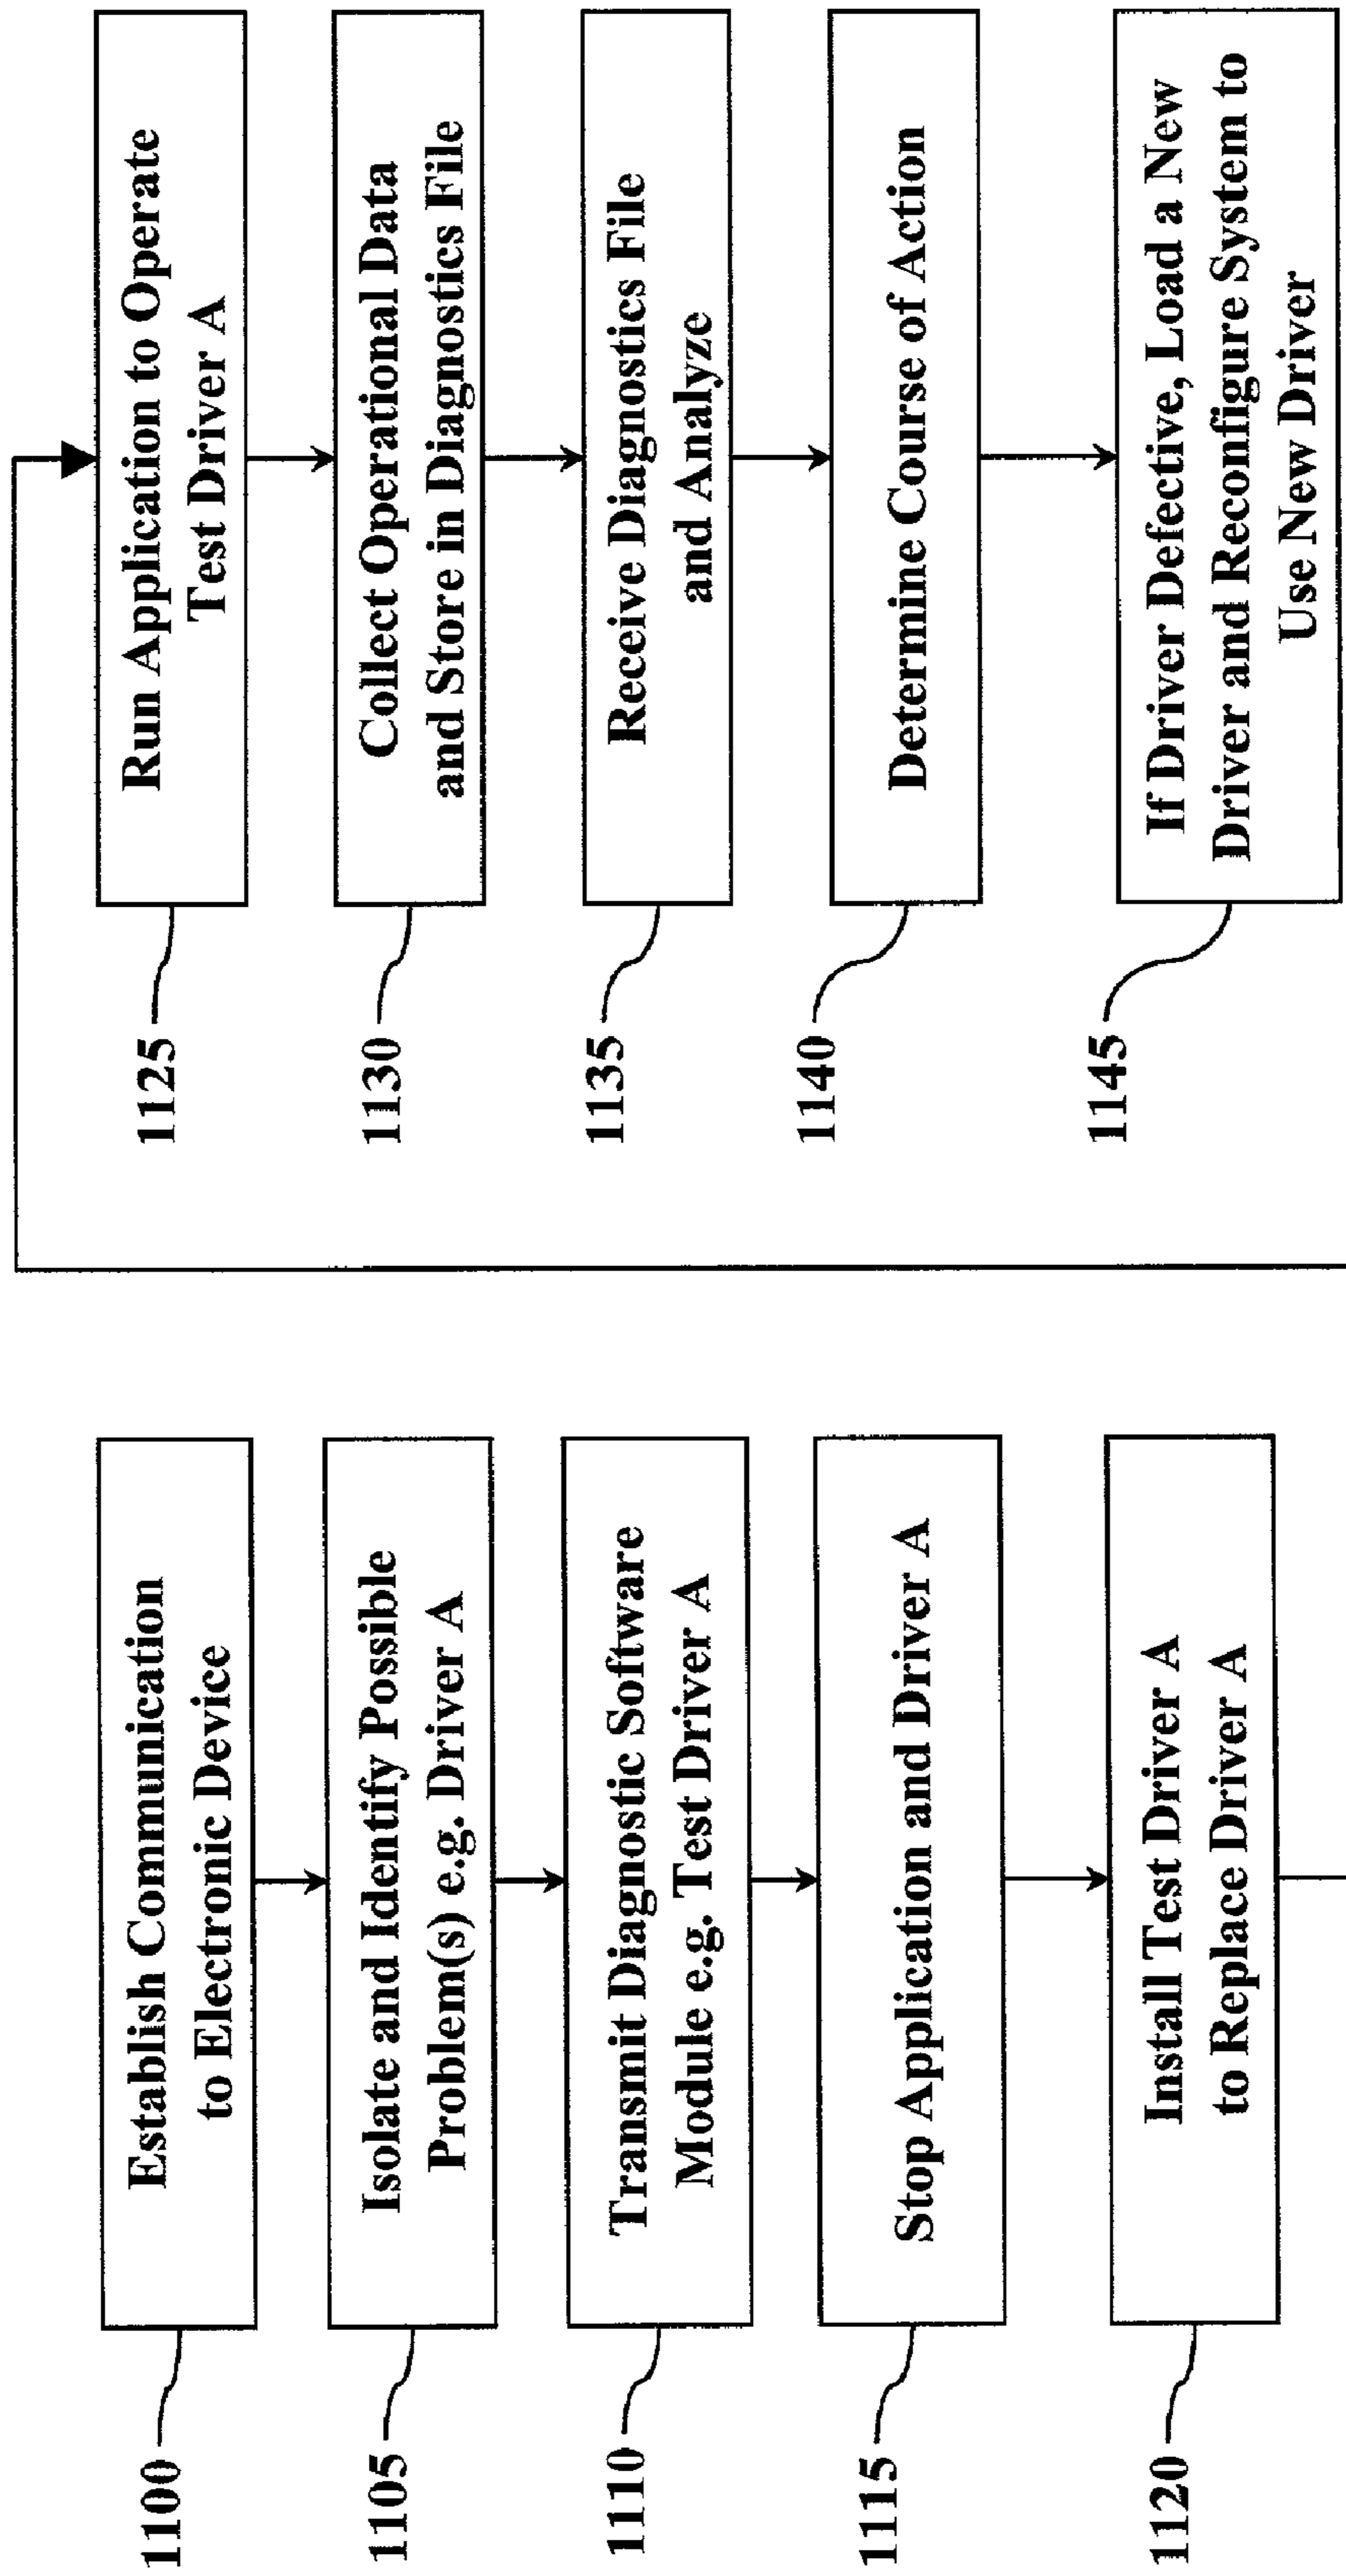 1100
Establish Communication
to Electronic Device
1105
Isolate and Identify Possible
Problem(s) e.g. Driver A
1110
Transmit Diagnostic Software
Module e.g. Test Driver A
1115
Stop Application and Driver A
1120
Install Test Driver A
to Replace Driver A
1125
Run Application to Operate
Test Driver A
1130
Collect Operational Data
and Store in Diagnostics File
1135
Receive Diagnostics File
and Analyze
1140
Determine Course of Action
1145
If Driver Defective, Load a New
Driver and Reconfigure System to
Use New Driver